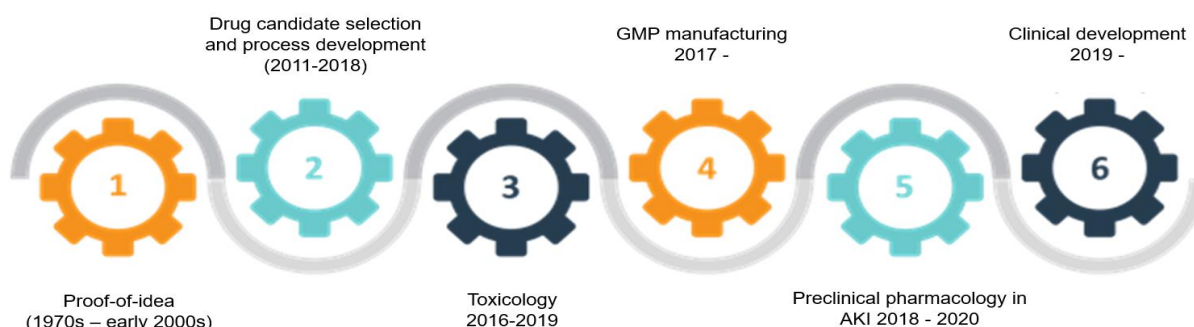 Drug candidate selection
and process development
(2011-2018)
GMP manufacturing
2017 -
Clinical development
2019 -
1
2
3
4
5
6
Proof-of-idea
(1970s – early 2000s)
Toxicology
2016-2019
Preclinical pharmacology in
AKI 2018 - 2020